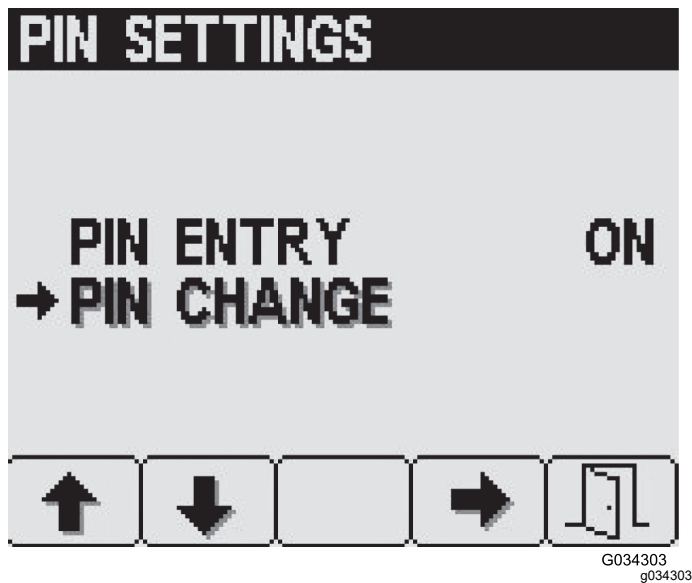 PIN SETTINGS
PIN ENTRY ON
PIN CHANGE
G034303
g034303